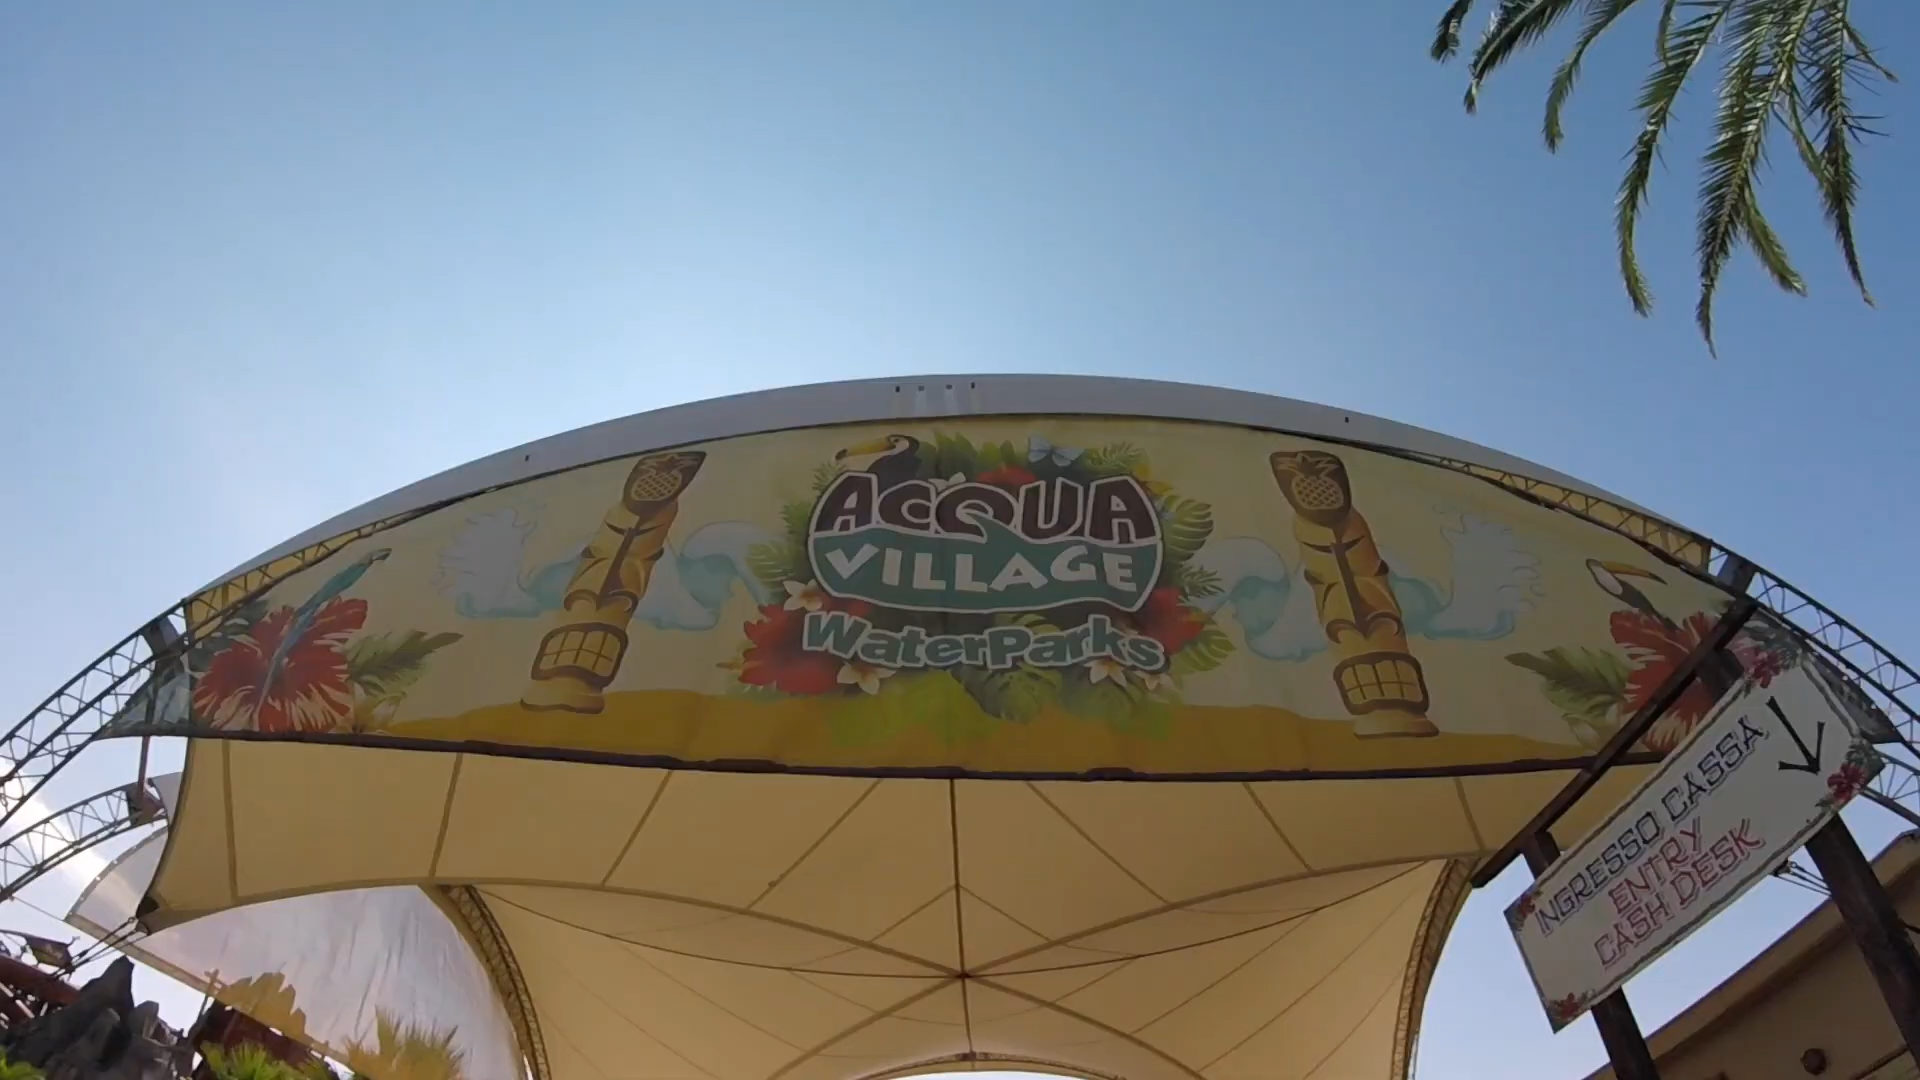 ACQUA
VILLAGE
WaterParks
INGRESSO CASSA
ENTRY
CASH DESK